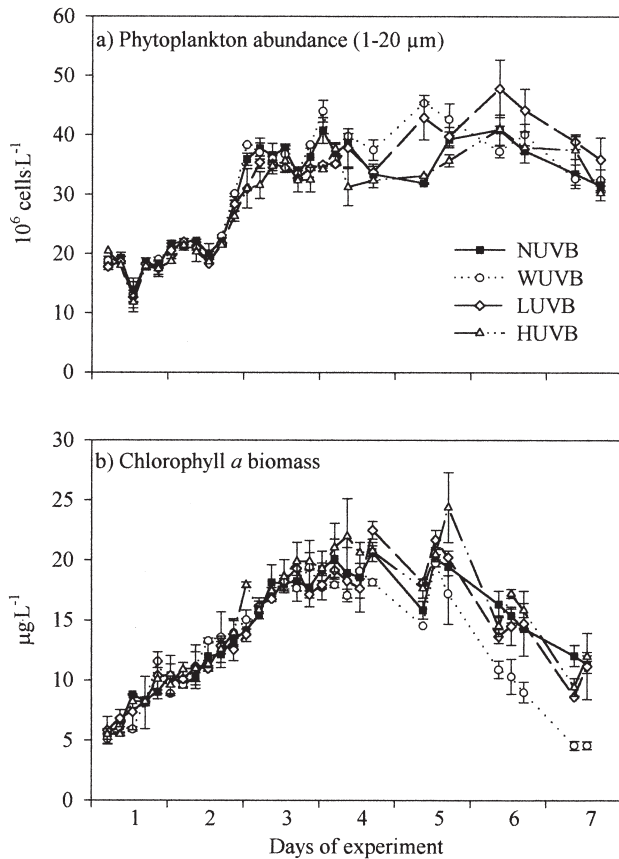 a) Phytoplankton abundance (1-20 µm)
60
50
40
30
20
10
0
10⁶ cells·L⁻¹
NUVB
WUVB
LUVB
HUVB
b) Chlorophyll a biomass
30
25
20
15
10
5
0
µg·L⁻¹
1 2 3 4 5 6 7
Days of experiment